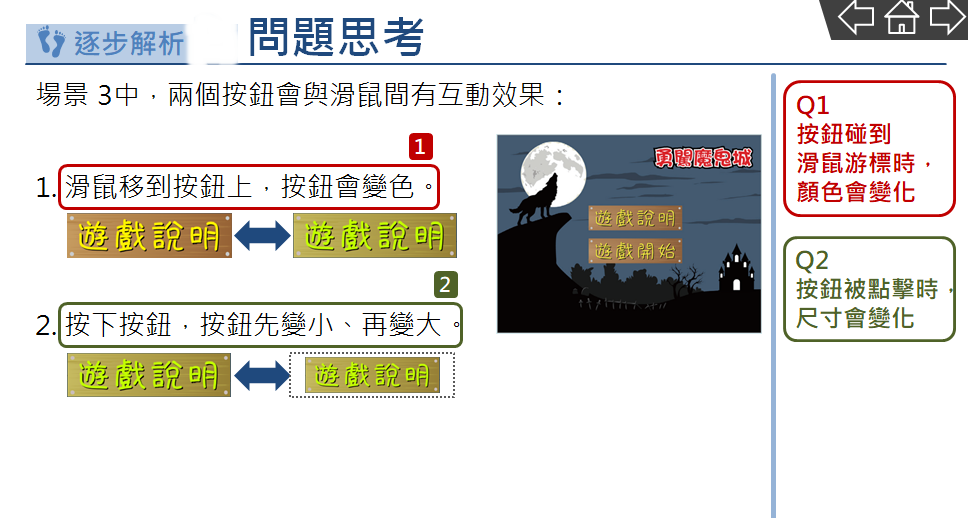 逐步解析
問題思考
場景 3中，兩個按鈕會與滑鼠間有互動效果：
1
1. 滑鼠移到按鈕上，按鈕會變色。
遊戲說明
遊戲說明
2
2. 按下按鈕，按鈕先變小、再變大。
遊戲說明
遊戲說明
勇闖魔鬼城
遊戲說明
遊戲開始
Q1
按鈕碰到
滑鼠游標時，
顏色會變化
Q2
按鈕被點擊時，
尺寸會變化